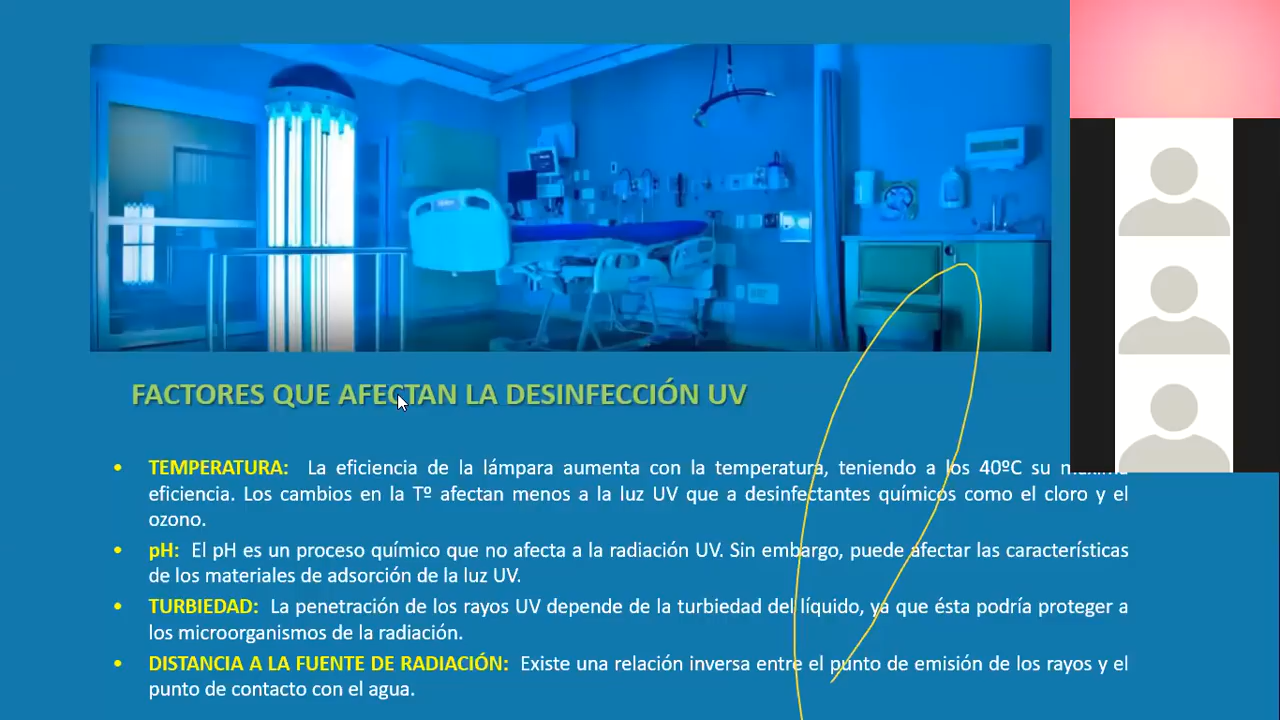 FACTORES QUE AFECTAN LA DESINFECCIÓN UV
• TEMPERATURA: La eficiencia de la lámpara aumenta con la temperatura, teniendo a los 40ºC su máxima
eficiencia. Los cambios en la Tº afectan menos a la luz UV que a desinfectantes químicos como el cloro y el
ozono.
• pH: El pH es un proceso químico que no afecta a la radiación UV. Sin embargo, puede afectar las características
de los materiales de adsorción de la luz UV.
• TURBIEDAD: La penetración de los rayos UV depende de la turbiedad del líquido, ya que ésta podría proteger a
los microorganismos de la radiación.
• DISTANCIA A LA FUENTE DE RADIACIÓN: Existe una relación inversa entre el punto de emisión de los rayos y el
punto de contacto con el agua.